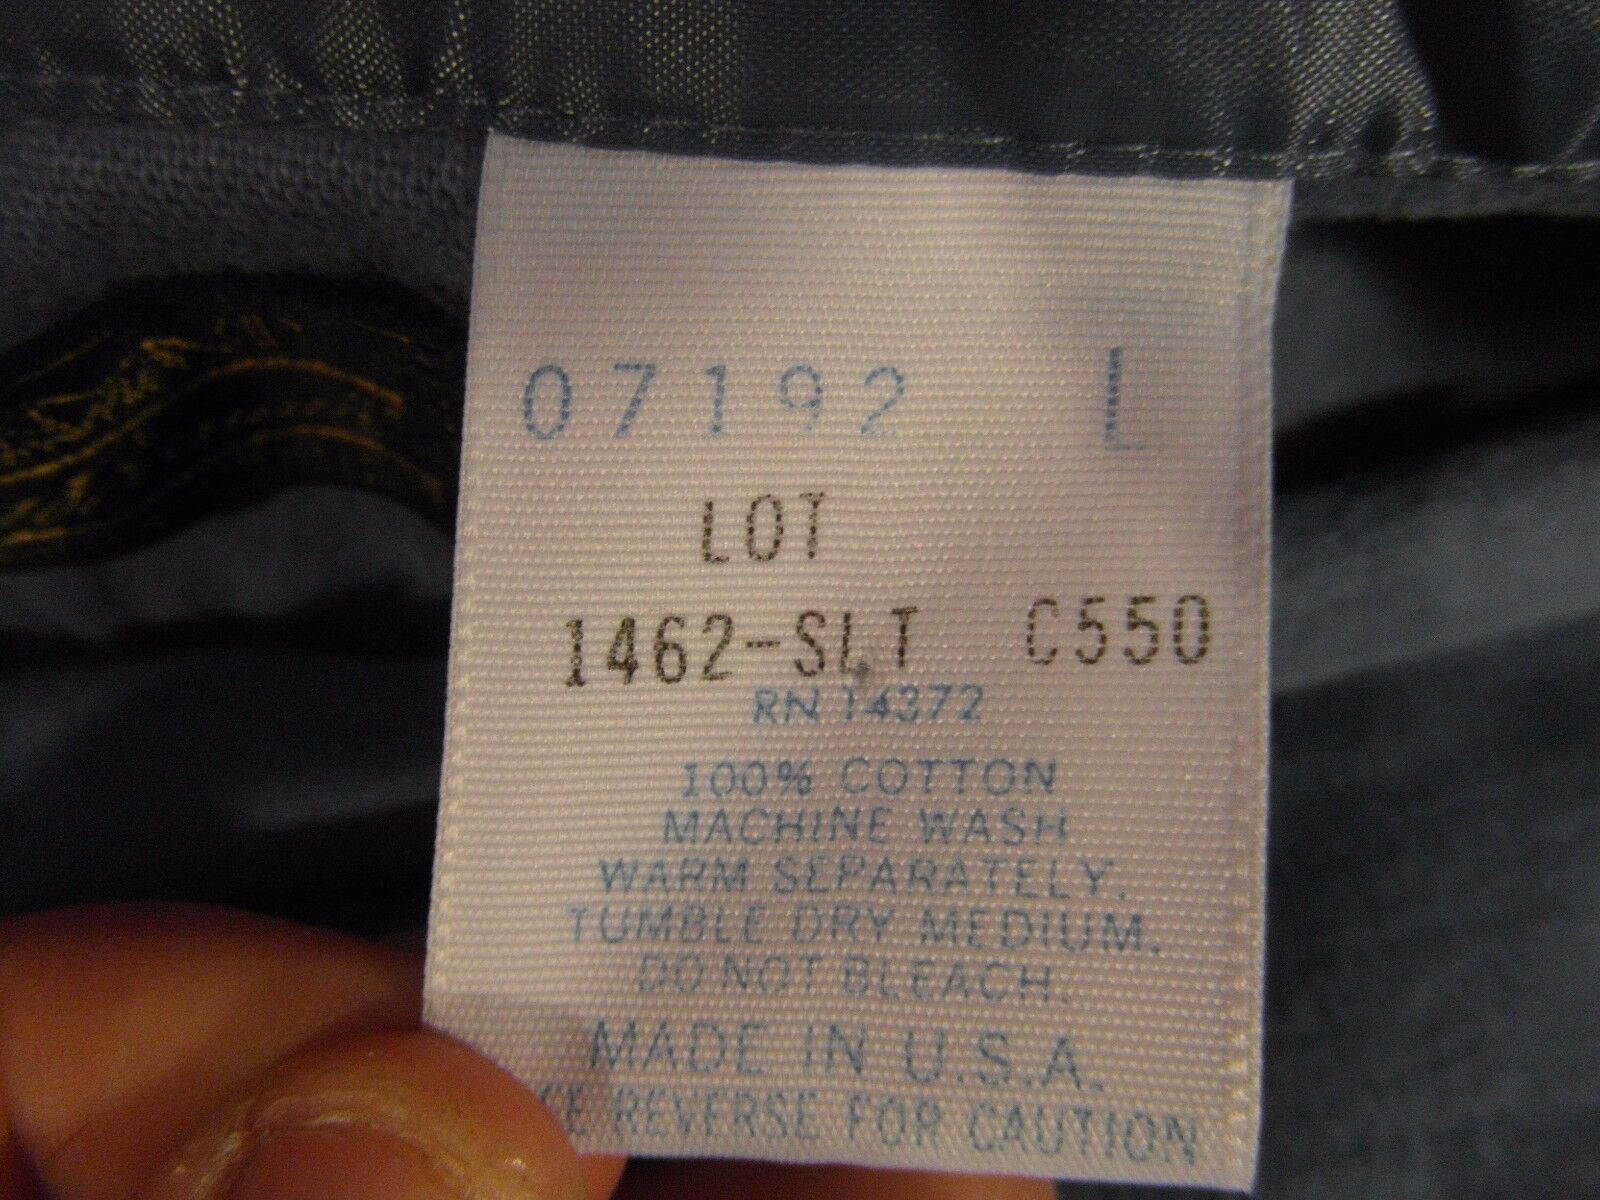 07192 L
LOT
1462-SLT C550
RN 14372
100% COTTON
MACHINE WASH
WARM SEPARATELY.
TUMBLE DRY MEDIUM.
DO NOT BLEACH.
MADE IN U.S.A.
REVERSE FOR CAUTION